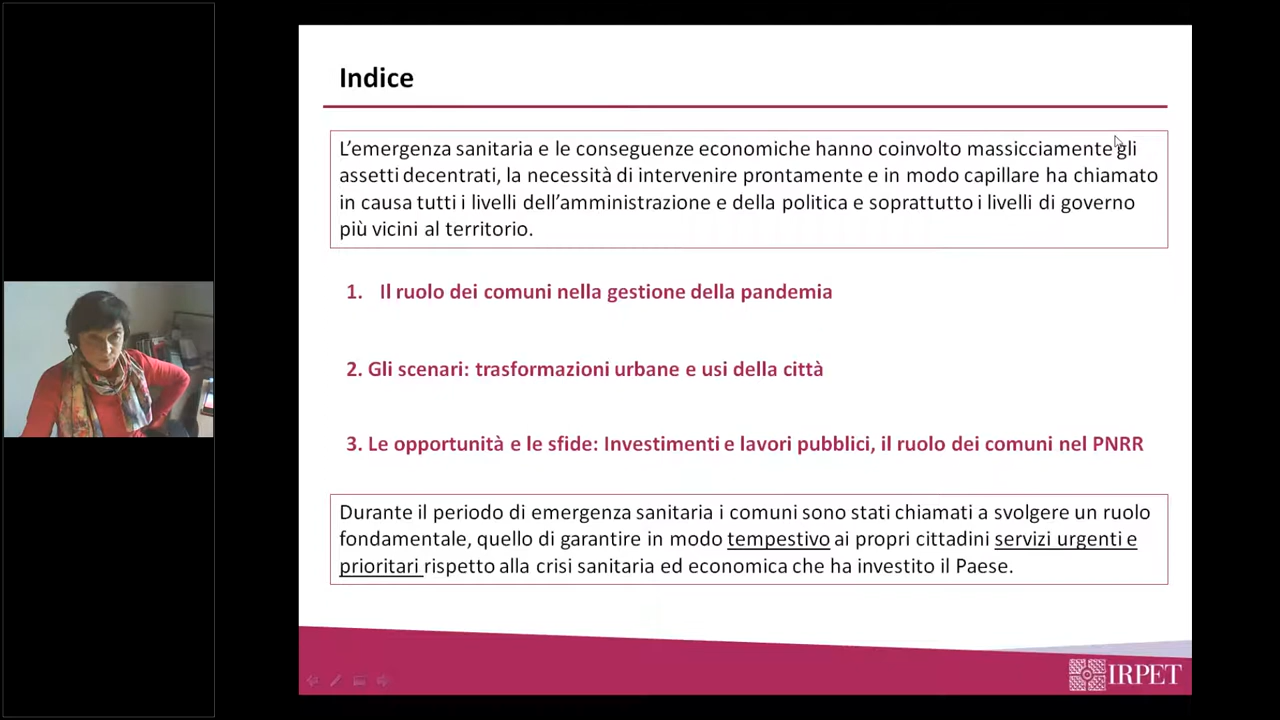 Indice
L’emergenza sanitaria e le conseguenze economiche hanno coinvolto massicciamente gli
assetti decentrati, la necessità di intervenire prontamente e in modo capillare ha chiamato
in causa tutti i livelli dell’amministrazione e della politica e soprattutto i livelli di governo
più vicini al territorio.
1. Il ruolo dei comuni nella gestione della pandemia
2. Gli scenari: trasformazioni urbane e usi della città
3. Le opportunità e le sfide: Investimenti e lavori pubblici, il ruolo dei comuni nel PNRR
Durante il periodo di emergenza sanitaria i comuni sono stati chiamati a svolgere un ruolo
fondamentale, quello di garantire in modo tempestivo ai propri cittadini servizi urgenti e
prioritari rispetto alla crisi sanitaria ed economica che ha investito il Paese.
IRPET